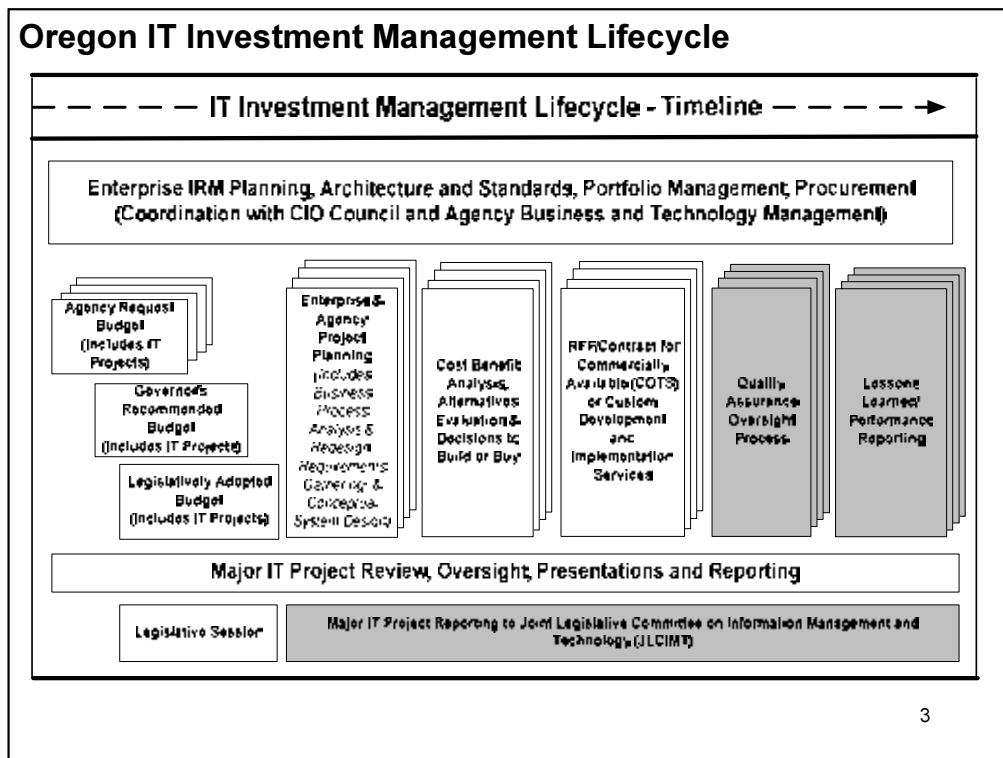 Oregon IT Investment Management Lifecycle
IT Investment Management Lifecycle - Timeline
Enterprise IRM Planning, Architecture and Standards, Portfolio Management, Procurement
(Coordination with CIO Council and Agency Business and Technology Management)
Agency Request
Budget
(Includes IT
Projects)
Governor's
Recommended
Budget
(Includes IT Projects)
Legislatively Adopted
Budget
(Includes IT Projects)
Enterprise &
Agency
Project
Planning
(Includes
Business
Process
Analysis &
Redesign
Requirements
Gathering &
Conceptual
System Design)
Cost Benefit
Analysis,
Alternatives
Evaluation &
Decisions to
Build or Buy
RFP/Contract for
Commercially
Available (COTS)
or Custom
Development
and
Implementation
Services
Quality
Assurance
Oversight
Process
Lessons
Learned/
Performance
Reporting
Major IT Project Review, Oversight, Presentations and Reporting
Legislative Session
Major IT Project Reporting to Joint Legislative Committee on Information Management and
Technology (JLCIMT)
3